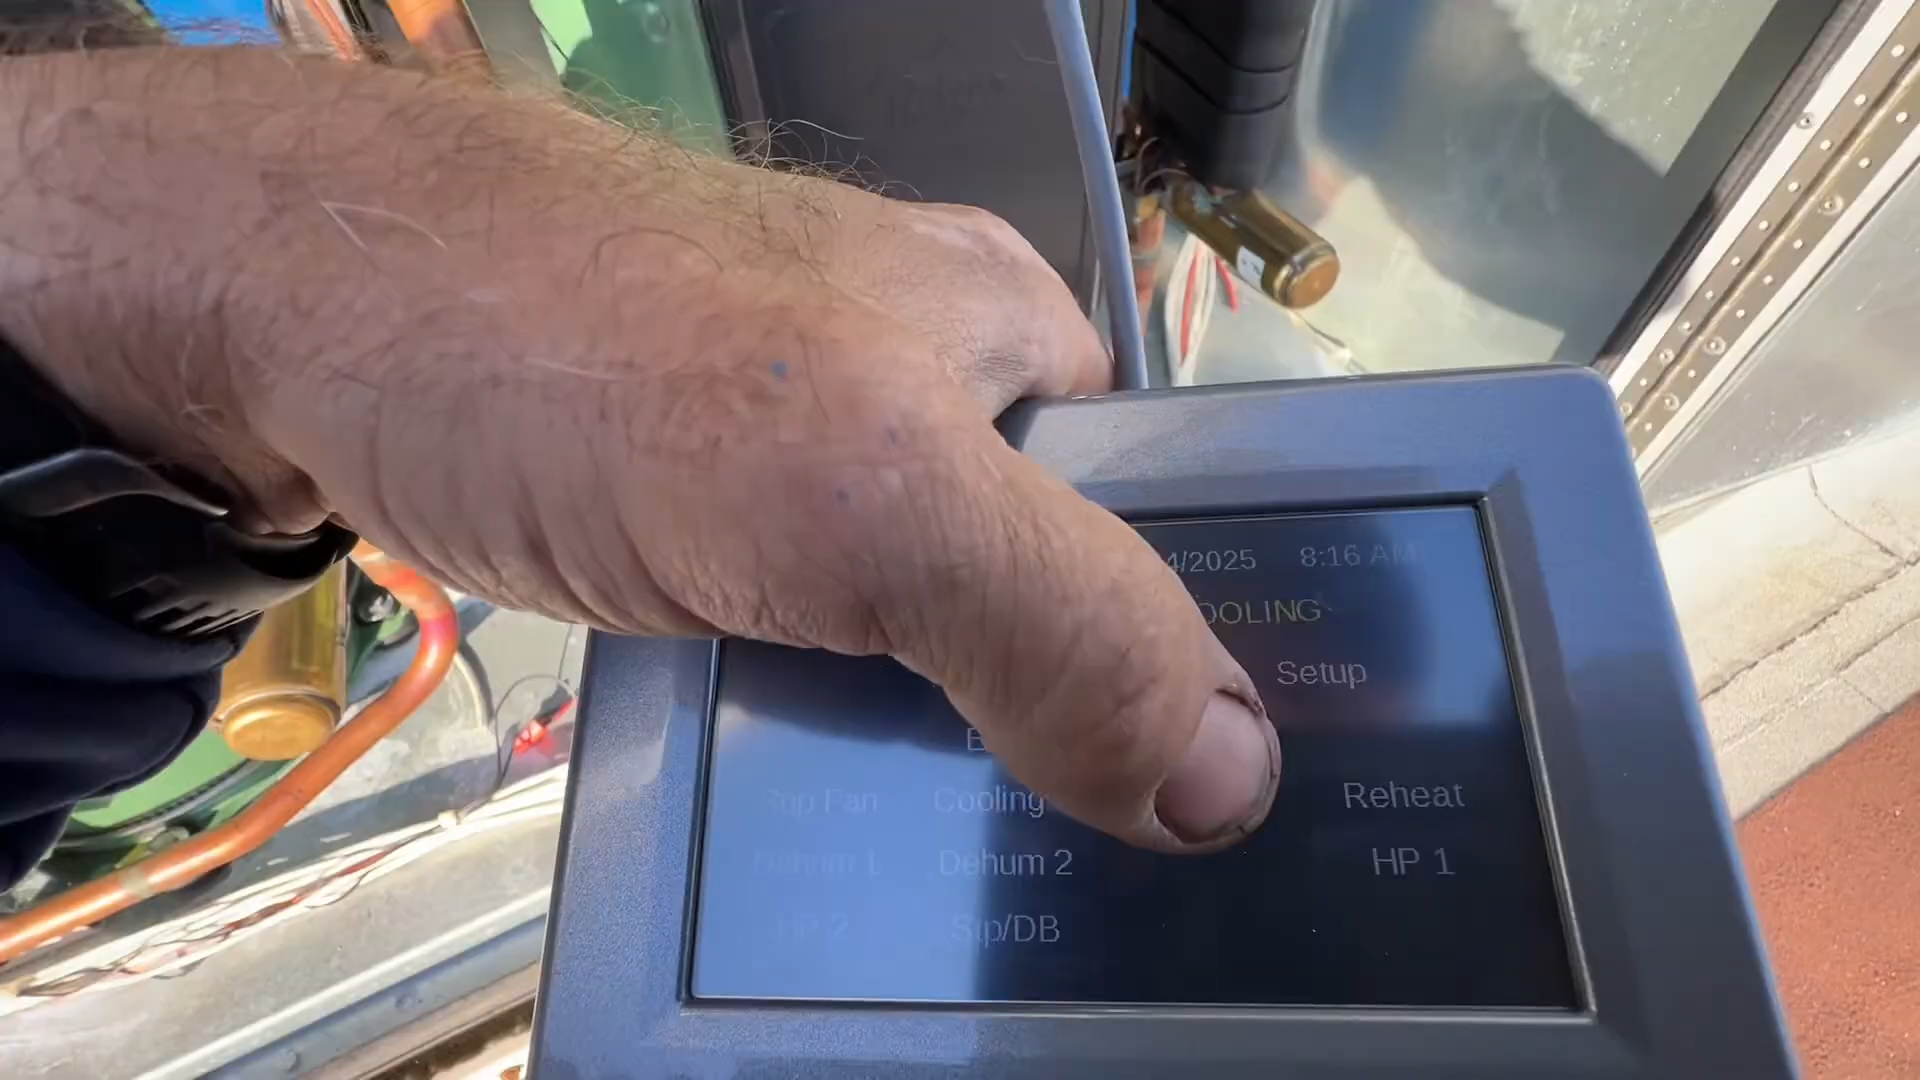 4/2025 8:16 AM
OOLING
Setup
E
Sup Fan Cooling Reheat
Dehum 1 Dehum 2 HP 1
HP 2 Stp/DB